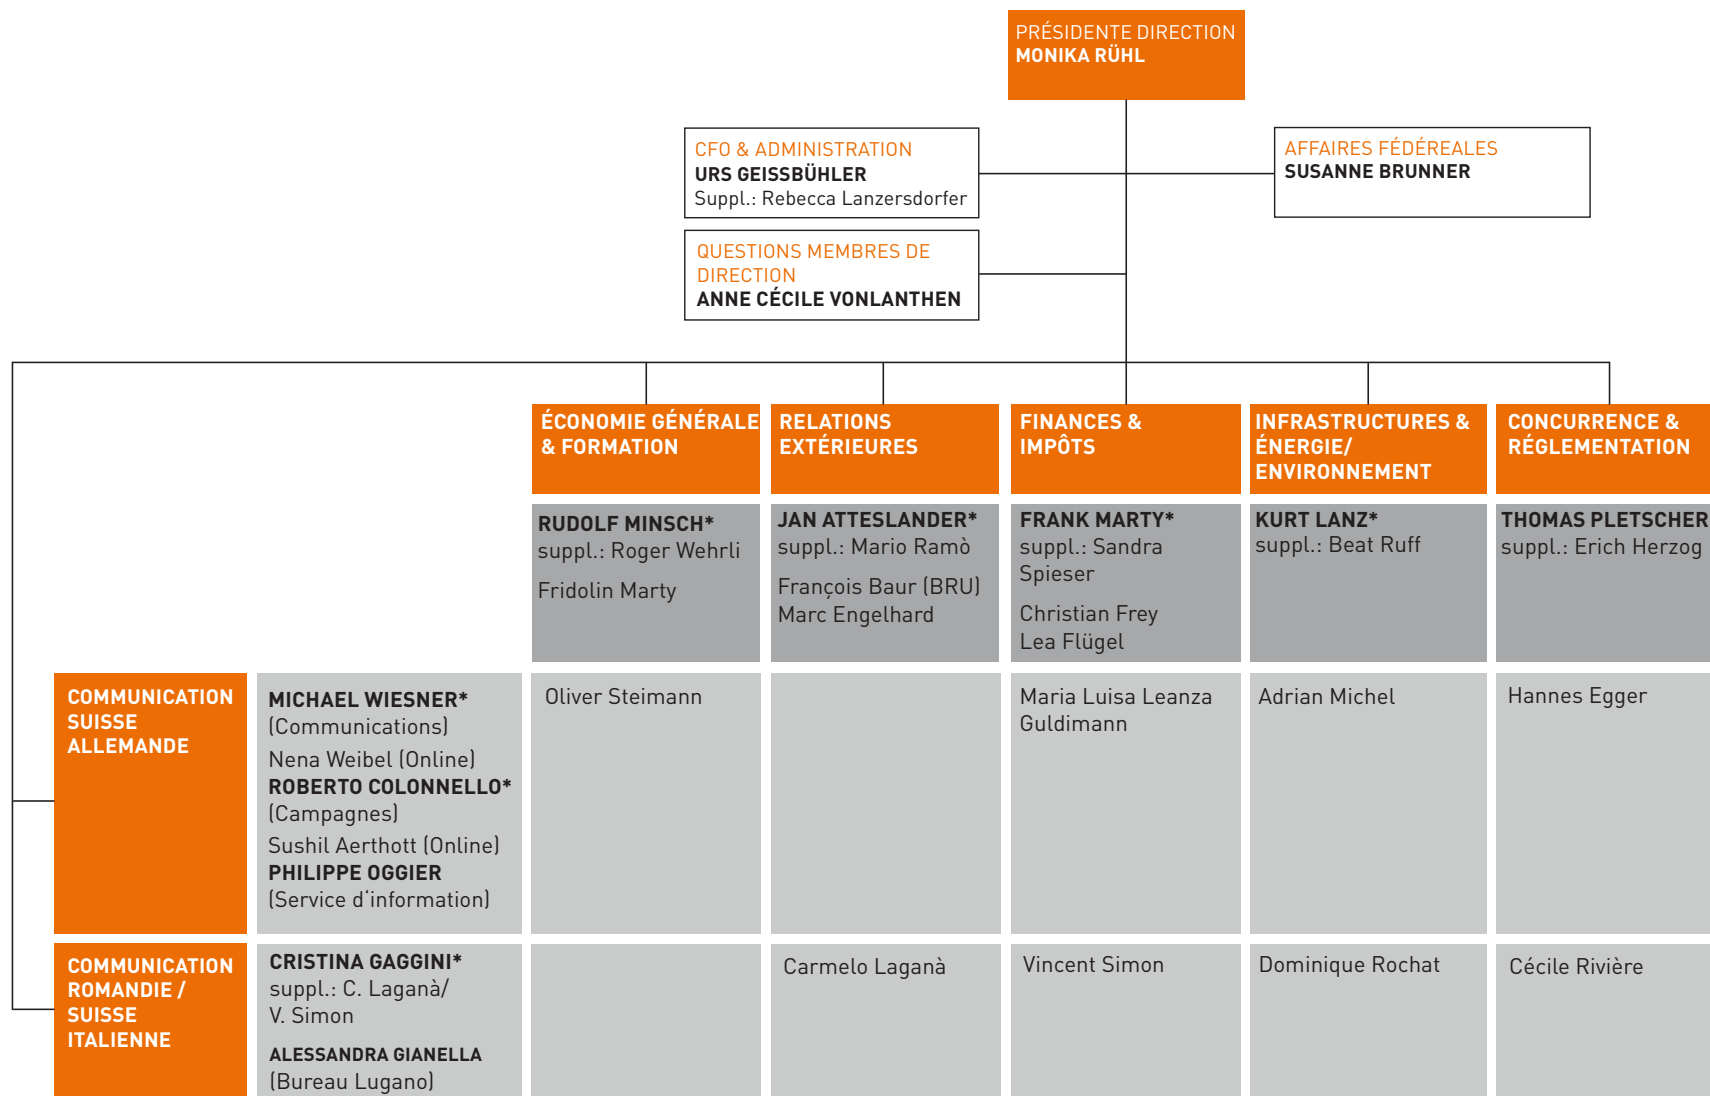 PRÉSIDENTE DIRECTION
MONIKA RÜHL
CFO & ADMINISTRATION
URS GEISSBÜHLER
Suppl.: Rebecca Lanzersdorfer
AFFAIRES FÉDÉREALES
SUSANNE BRUNNER
QUESTIONS MEMBRES DE
DIRECTION
ANNE CÉCILE VONLANTHEN
ÉCONOMIE GÉNÉRALE
& FORMATION
RELATIONS
EXTÉRIEURES
FINANCES &
IMPÔTS
INFRASTRUCTURES &
ÉNERGIE/
ENVIRONNEMENT
CONCURRENCE &
RÉGLEMENTATION
RUDOLF MINSCH*
suppl.: Roger Wehrli
Fridolin Marty
JAN ATTESLANDER*
suppl.: Mario Ramò
François Baur (BRU)
Marc Engelhard
FRANK MARTY*
suppl.: Sandra
Spieser
Christian Frey
Lea Flügel
KURT LANZ*
suppl.: Beat Ruff
THOMAS PLETSCHER
suppl.: Erich Herzog
COMMUNICATION
SUISSE
ALLEMANDE
MICHAEL WIESNER*
(Communications)
Nena Weibel (Online)
ROBERTO COLONNELLO*
(Campagnes)
Sushil Aerthott (Online)
PHILIPPE OGGIER
(Service d‘information)
Oliver Steimann
Maria Luisa Leanza
Guldimann
Adrian Michel
Hannes Egger
COMMUNICATION
ROMANDIE /
SUISSE
ITALIENNE
CRISTINA GAGGINI*
suppl.: C. Laganà/
V. Simon
ALESSANDRA GIANELLA
(Bureau Lugano)
Carmelo Laganà
Vincent Simon
Dominique Rochat
Cécile Rivière